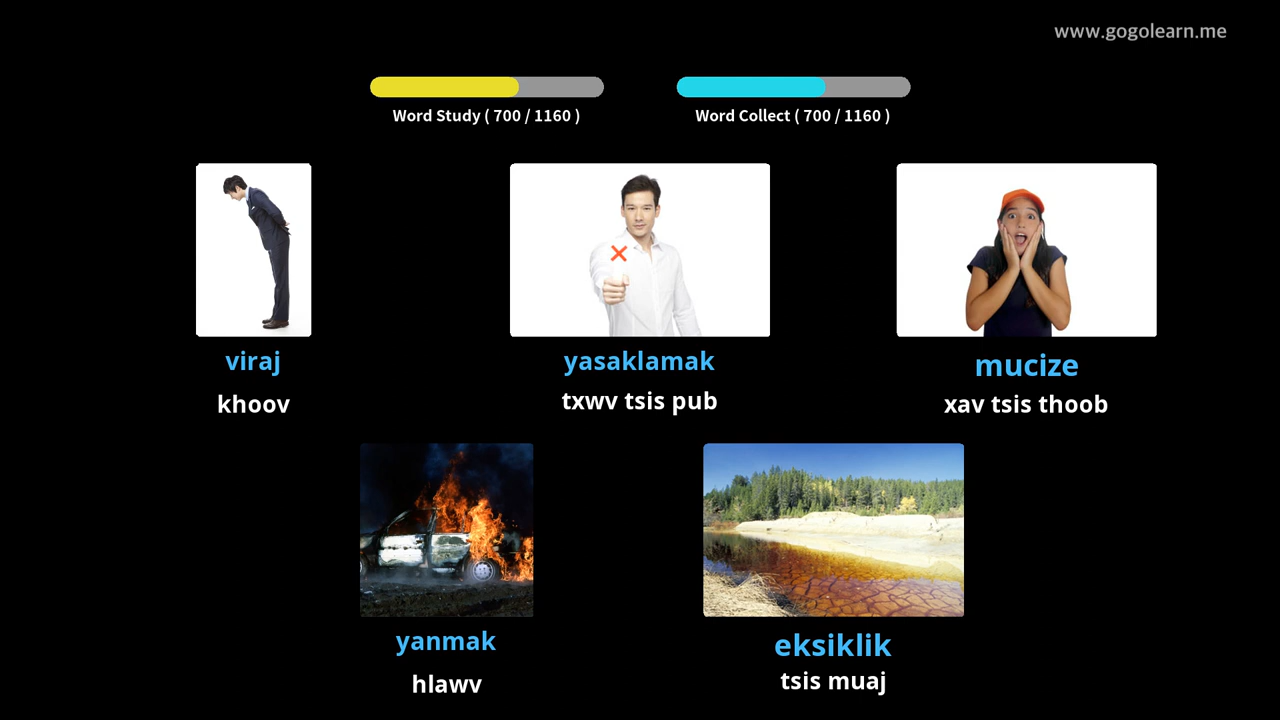 www.gogolearn.me
Word Study ( 700 / 1160 )
Word Collect ( 700 / 1160 )
viraj
khoov
yasaklamak
txwv tsis pub
mucize
xav tsis thoob
yanmak
hlawv
eksiklik
tsis muaj